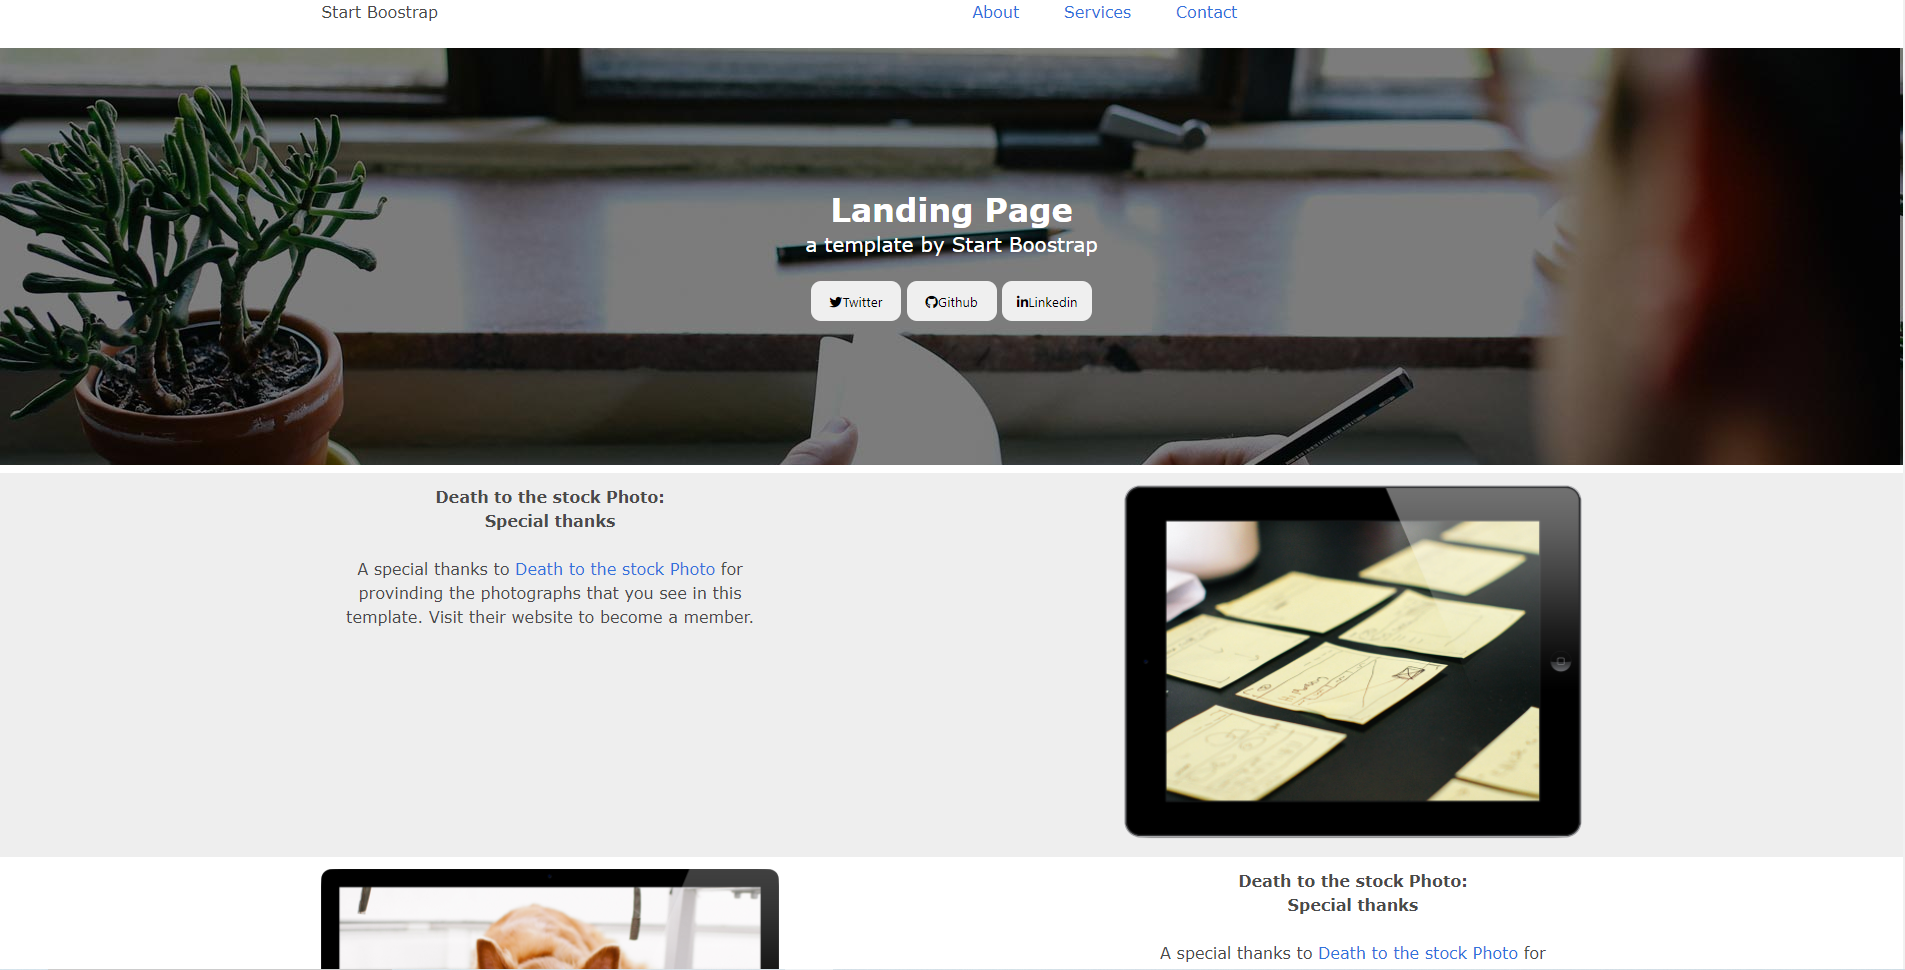 Start Boostrap
About Services Contact
Landing Page
a template by Start Boostrap
Twitter Github Linkedin
Death to the stock Photo:
Special thanks
A special thanks to Death to the stock Photo for
provinding the photographs that you see in this
template. Visit their website to become a member.
Death to the stock Photo:
Special thanks
A special thanks to Death to the stock Photo for